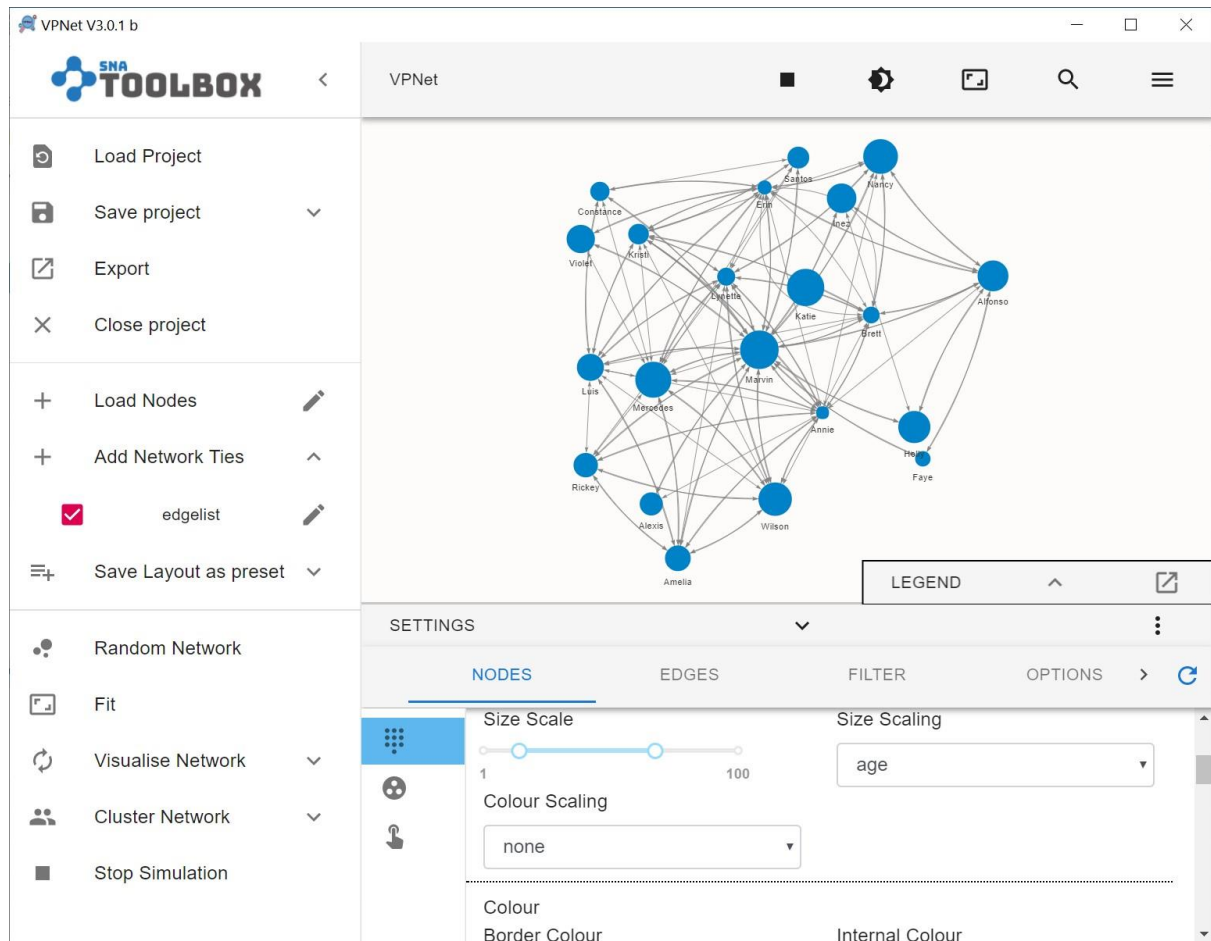 VPNet V3.0.1 b
SNA
TOOLBOX
VPNet
Load Project
Save project
Export
Close project
Load Nodes
Add Network Ties
edgelist
Save Layout as preset
Random Network
Fit
Visualise Network
Cluster Network
Stop Simulation
Santos
Nancy
Erin
Constance
Inez
Kristi
Violet
Lynette
Alfonso
Katie
Brett
Marvin
Luis
Mercedes
Annie
Holly
Faye
Rickey
Alexis
Wilson
Amelia
LEGEND
SETTINGS
NODES EDGES FILTER OPTIONS
Size Scale Size Scaling
1 100
age
Colour Scaling
none
Colour
Border Colour Internal Colour